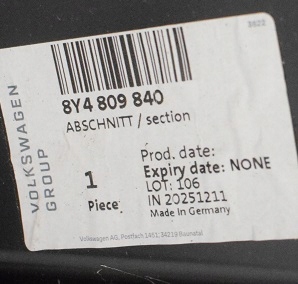 3623
VOLKSWAGEN
GROUP
8Y4 809 840
ABSCHNITT / section
1
Piece
Prod. date:
Expiry date: NONE
LOT: 106
IN 20251211
Made in Germany
Volkswagen AG, Postfach 1401, 34219 Baunatal